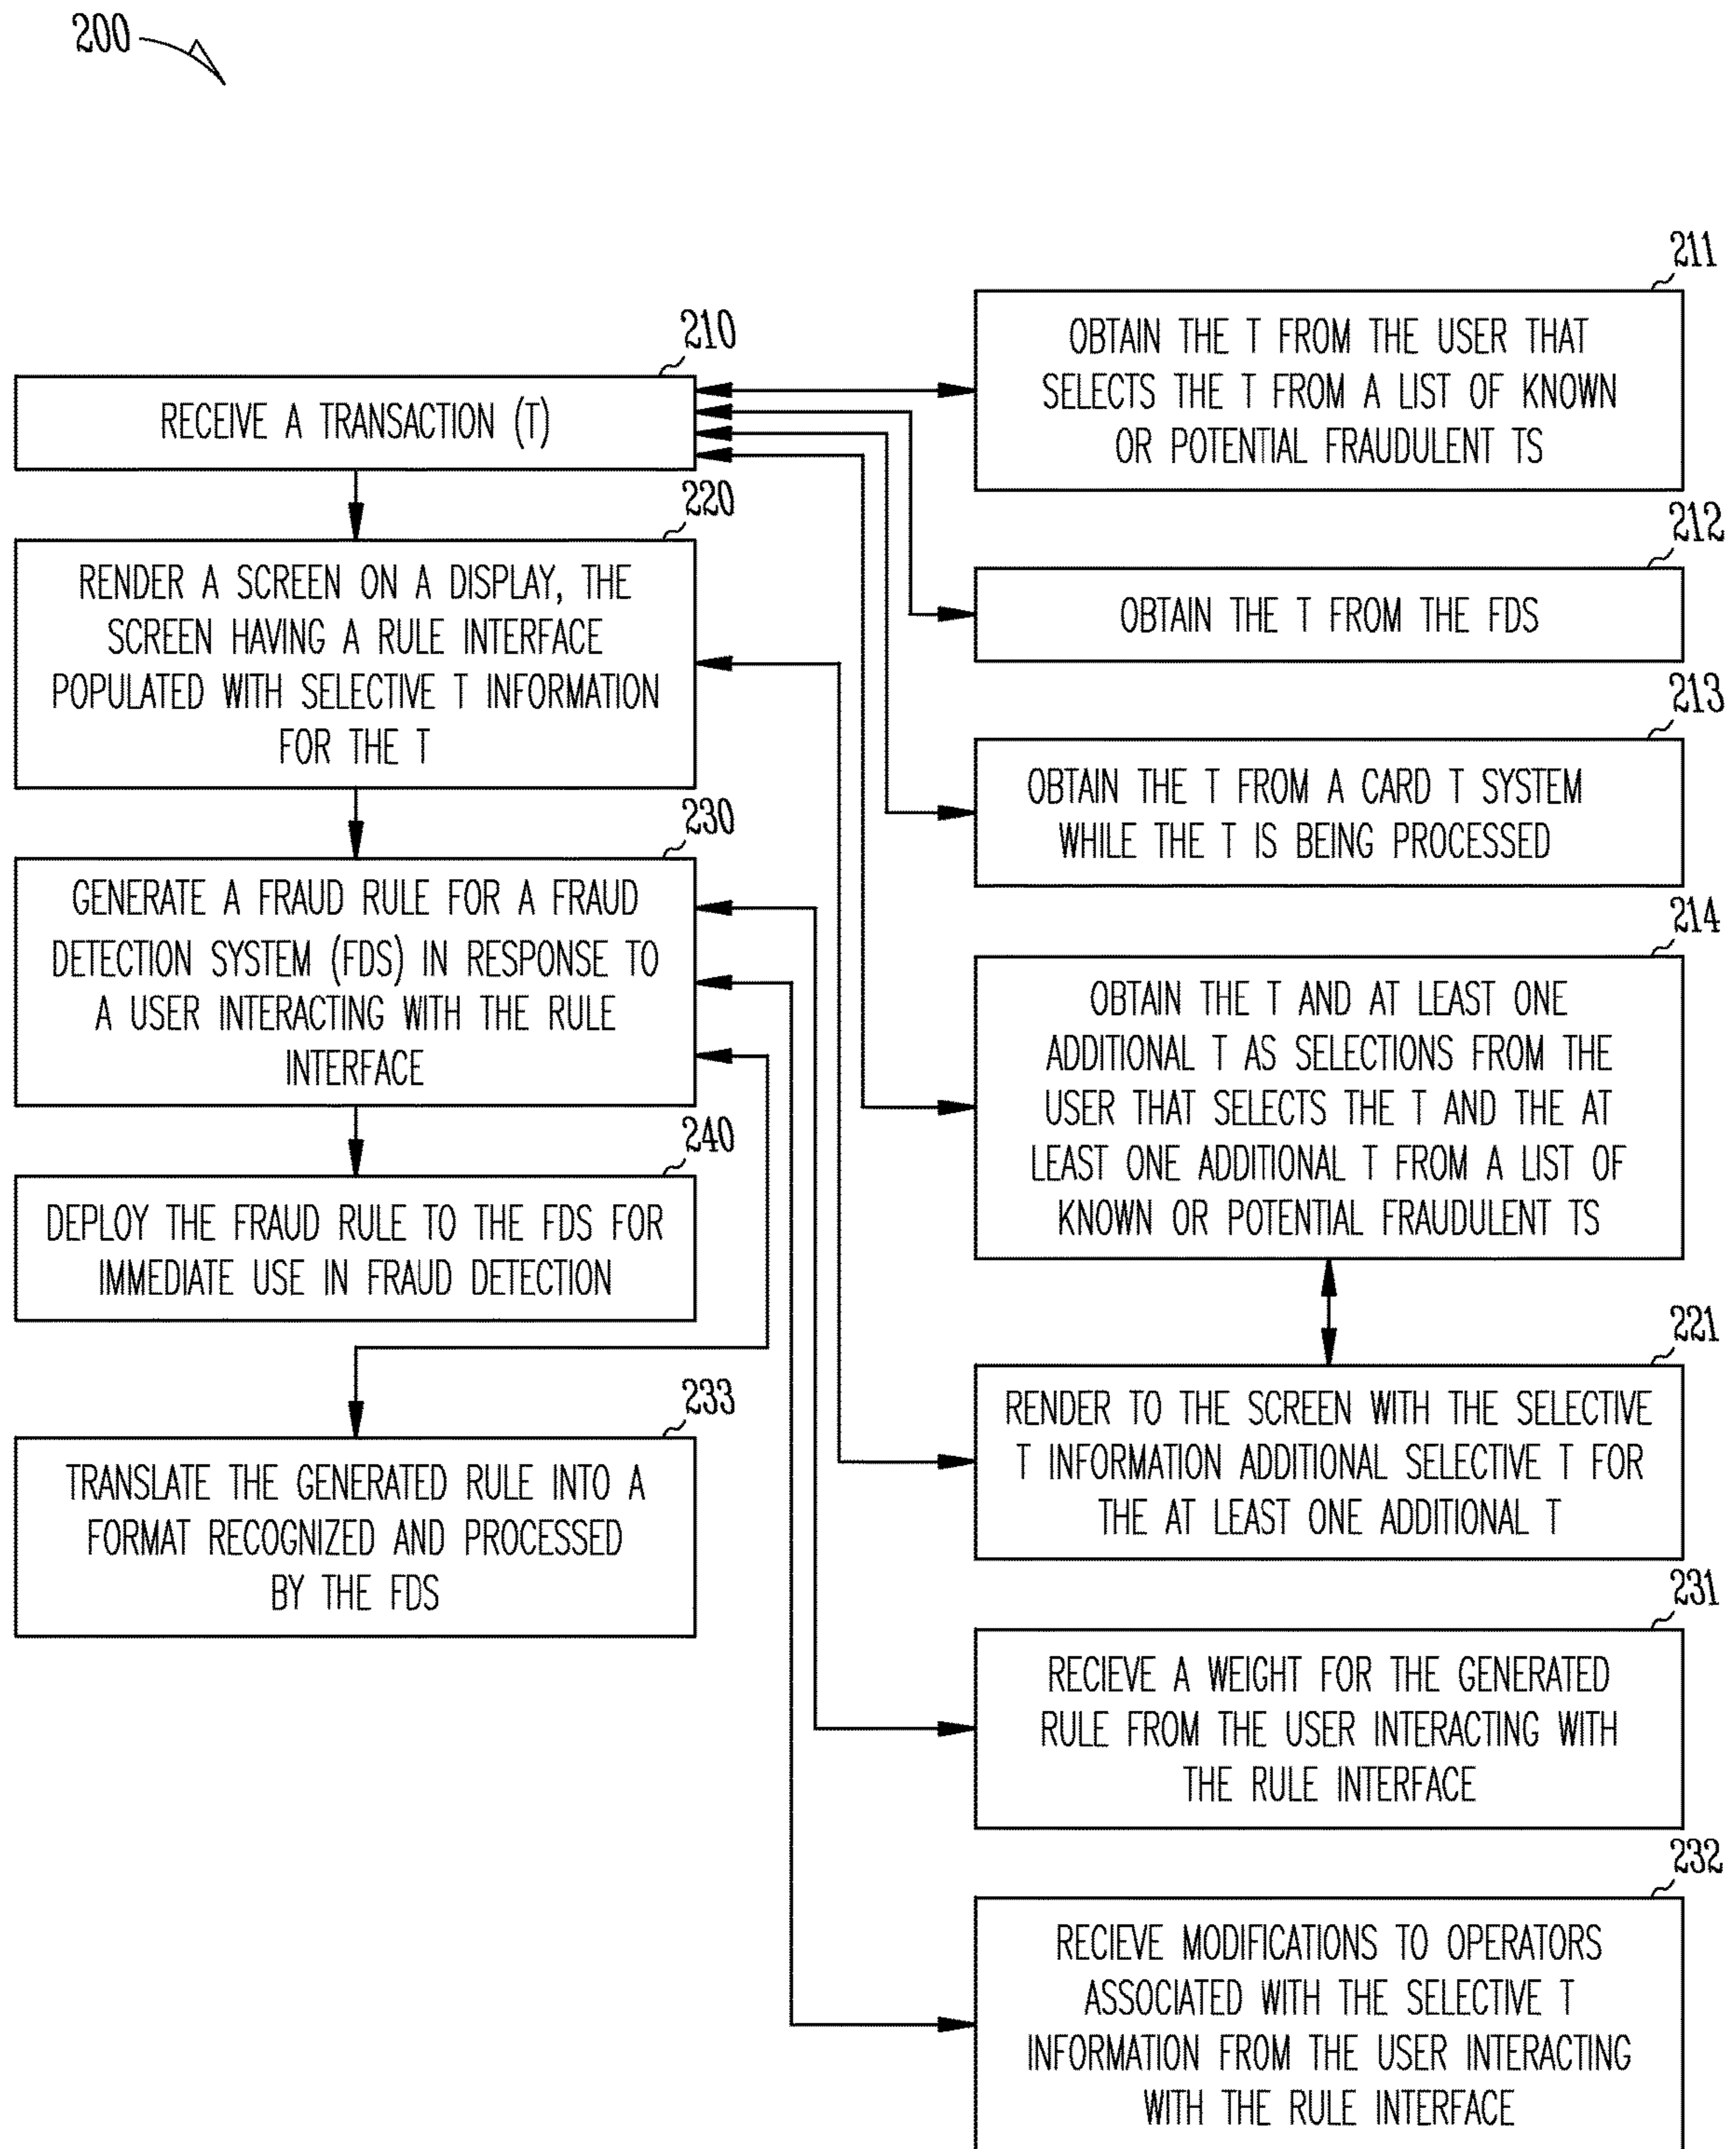 200
210
RECEIVE A TRANSACTION (T)
220
RENDER A SCREEN ON A DISPLAY, THE
SCREEN HAVING A RULE INTERFACE
POPULATED WITH SELECTIVE T INFORMATION
FOR THE T
230
GENERATE A FRAUD RULE FOR A FRAUD
DETECTION SYSTEM (FDS) IN RESPONSE TO
A USER INTERACTING WITH THE RULE
INTERFACE
240
DEPLOY THE FRAUD RULE TO THE FDS FOR
IMMEDIATE USE IN FRAUD DETECTION
233
TRANSLATE THE GENERATED RULE INTO A
FORMAT RECOGNIZED AND PROCESSED
BY THE FDS
211
OBTAIN THE T FROM THE USER THAT
SELECTS THE T FROM A LIST OF KNOWN
OR POTENTIAL FRAUDULENT TS
212
OBTAIN THE T FROM THE FDS
213
OBTAIN THE T FROM A CARD T SYSTEM
WHILE THE T IS BEING PROCESSED
214
OBTAIN THE T AND AT LEAST ONE
ADDITIONAL T AS SELECTIONS FROM THE
USER THAT SELECTS THE T AND THE AT
LEAST ONE ADDITIONAL T FROM A LIST OF
KNOWN OR POTENTIAL FRAUDULENT TS
221
RENDER TO THE SCREEN WITH THE SELECTIVE
T INFORMATION ADDITIONAL SELECTIVE T FOR
THE AT LEAST ONE ADDITIONAL T
231
RECIEVE A WEIGHT FOR THE GENERATED
RULE FROM THE USER INTERACTING WITH
THE RULE INTERFACE
232
RECIEVE MODIFICATIONS TO OPERATORS
ASSOCIATED WITH THE SELECTIVE T
INFORMATION FROM THE USER INTERACTING
WITH THE RULE INTERFACE